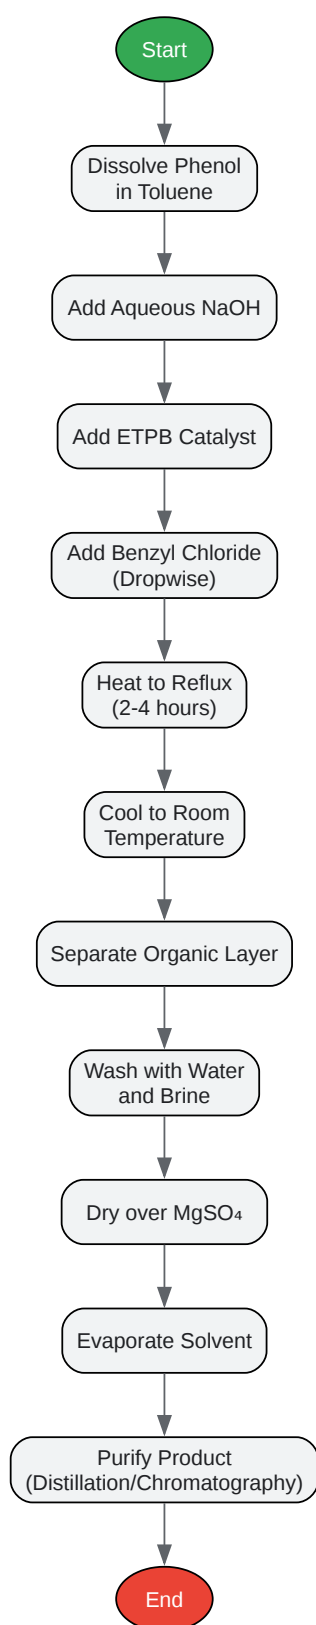 Start
Dissolve Phenol
in Toluene
Add Aqueous NaOH
Add ETPB Catalyst
Add Benzyl Chloride
(Dropwise)
Heat to Reflux
(2-4 hours)
Cool to Room
Temperature
Separate Organic Layer
Wash with Water
and Brine
Dry over MgSO₄
Evaporate Solvent
Purify Product
(Distillation/Chromatography)
End